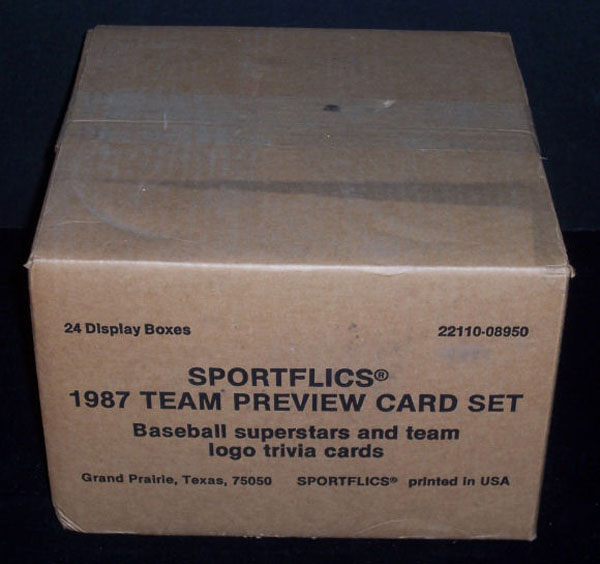 24 Display Boxes 22110-08950
SPORTFLICS®
1987 TEAM PREVIEW CARD SET
Baseball superstars and team
logo trivia cards
Grand Prairie, Texas, 75050 SPORTFLICS® printed in USA